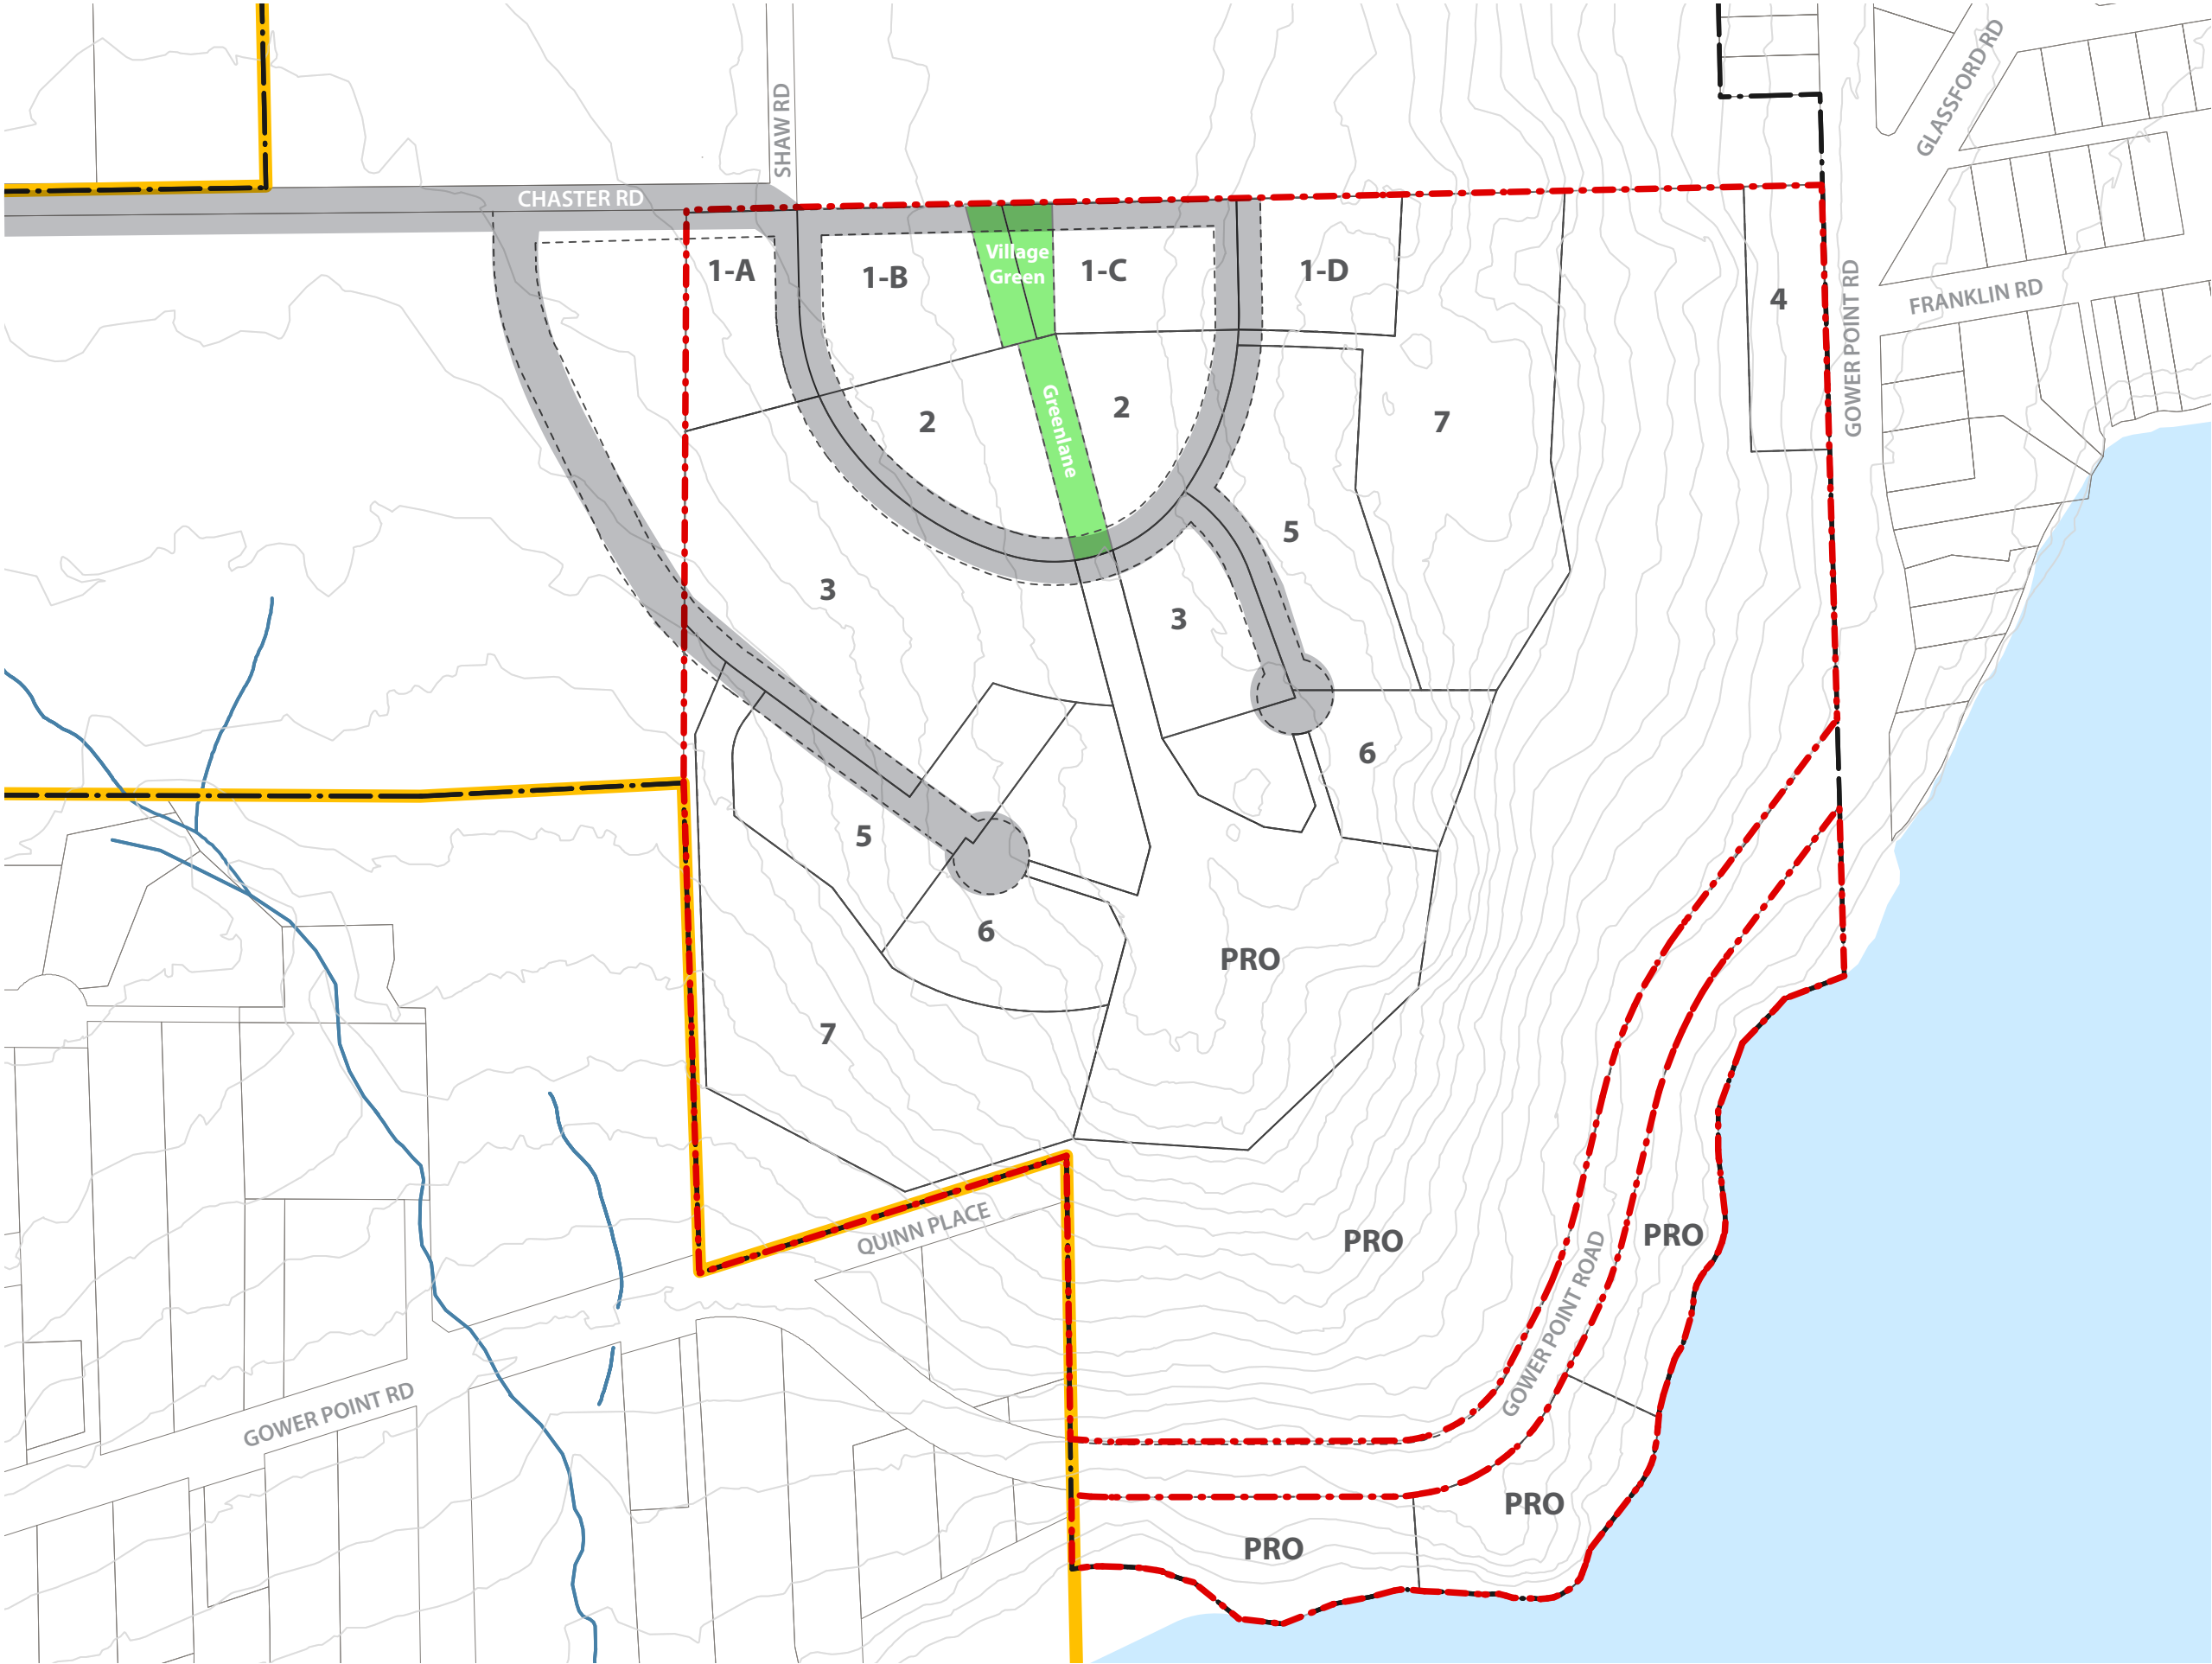 GLASSFORD RD
SHAW RD
CHASTER RD
Village
Green
1-A
1-B
1-C
1-D
4
FRANKLIN RD
GOWER POINT RD
2
2
Greenlane
7
5
3
3
6
5
6
PRO
7
QUINN PLACE
PRO
PRO
GOWER POINT ROAD
GOWER POINT RD
PRO
PRO